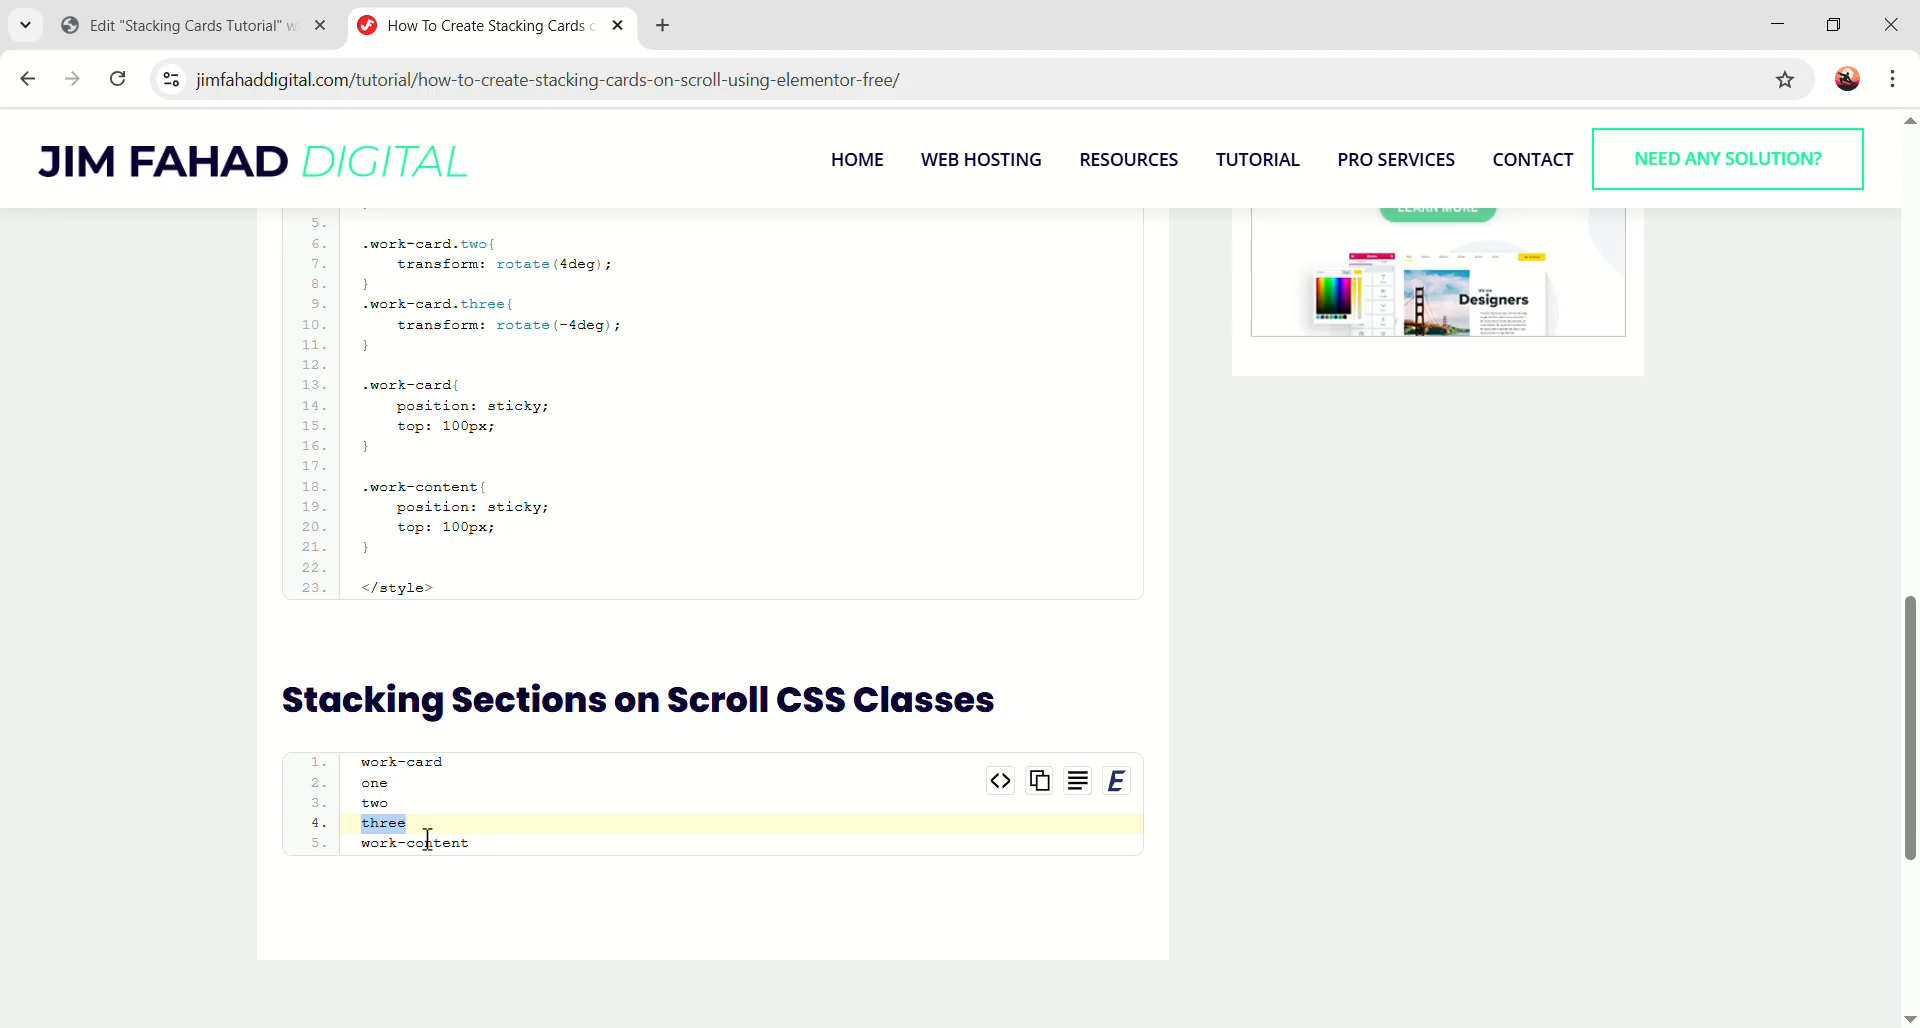 Edit "Stacking Cards Tutorial" w
How To Create Stacking Cards o
jimfahaddigital.com/tutorial/how-to-create-stacking-cards-on-scroll-using-elementor-free/
JIM FAHAD DIGITAL
HOME
WEB HOSTING
RESOURCES
TUTORIAL
PRO SERVICES
CONTACT
NEED ANY SOLUTION?
LEARN MORE
Designers
5.
6. .work-card.two{
7. transform: rotate(4deg);
8. }
9. .work-card.three{
10. transform: rotate(-4deg);
11. }
12.
13. .work-card{
14. position: sticky;
15. top: 100px;
16. }
17.
18. .work-content{
19. position: sticky;
20. top: 100px;
21. }
22.
23. </style>
Stacking Sections on Scroll CSS Classes
1. work-card
2. one
3. two
4. three
5. work-content
E